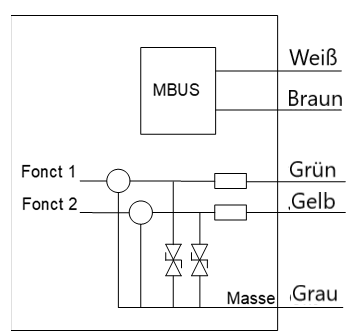 Weiß
MBUS
Braun
Fonct 1
Grün
Fonct 2
Gelb
Masse
Grau